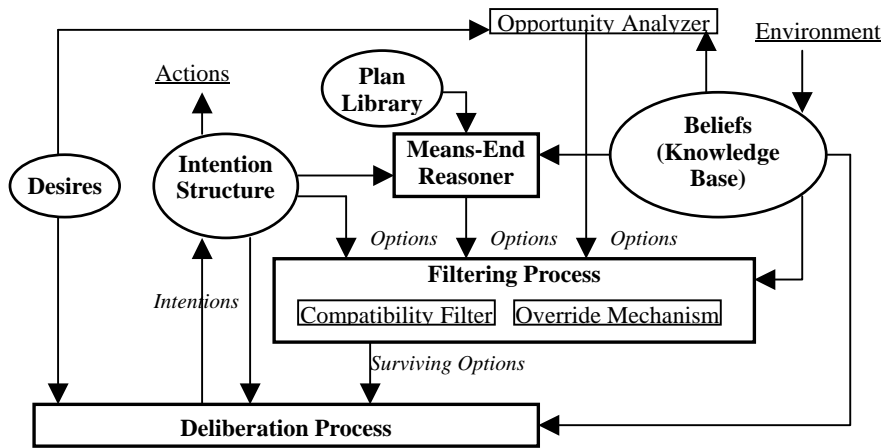 Opportunity Analyzer
Environment
Actions
Plan
Library
Beliefs
(Knowledge
Base)
Means-End
Reasoner
Intention
Structure
Desires
Options
Options
Options
Filtering Process
Intentions
Compatibility Filter
Override Mechanism
Surviving Options
Deliberation Process